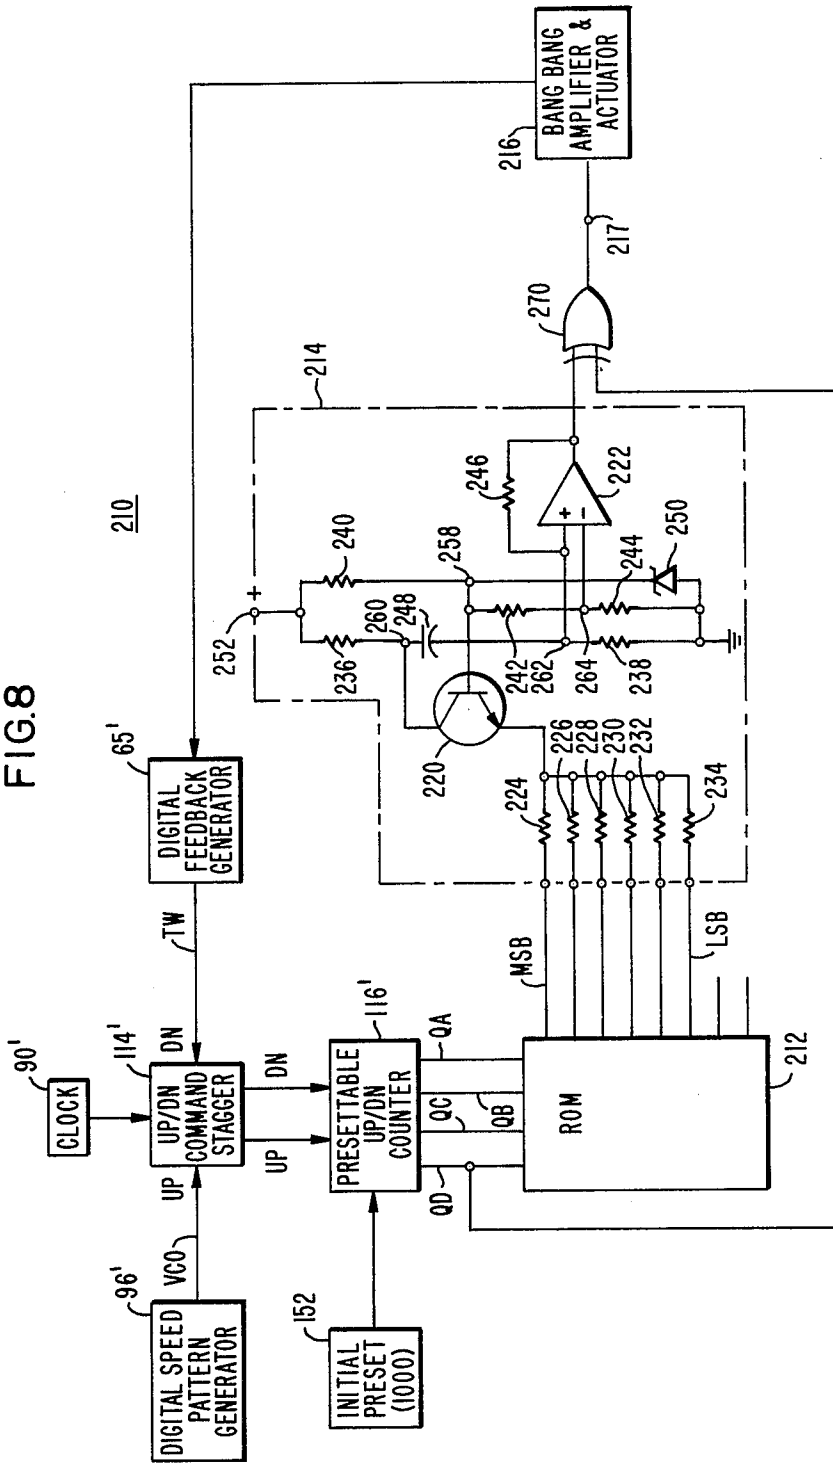 FIG.8
210
90'
CLOCK
96'
DIGITAL SPEED
PATTERN
GENERATOR
VCO
UP
114'
UP/DN
COMMAND
STAGGER
DN
TW
65'
DIGITAL
FEEDBACK
GENERATOR
UP
DN
152
INITIAL
PRESET
(1000)
116'
PRESETTABLE
UP/DN
COUNTER
QD
QC
QB
QA
ROM
212
MSB
LSB
224
226
228
230
232
234
214
252
+
236
240
260
248
258
220
242
262
264
238
244
250
246
+
−
222
270
217
216
BANG BANG
AMPLIFIER &
ACTUATOR